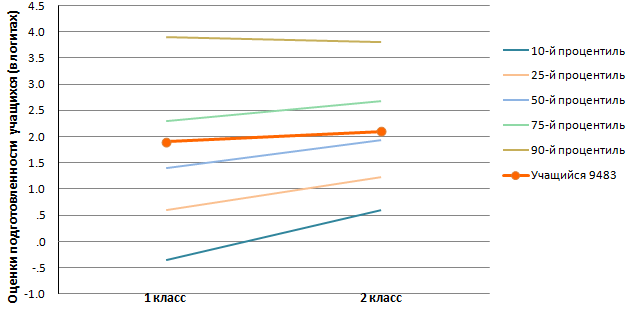 Оценки подготовленности учащихся (влогитах)
4.5
4.0
3.5
3.0
2.5
2.0
1.5
1.0
.5
.0
-.5
-1.0
1 класс
2 класс
10-й процентиль
25-й процентиль
50-й процентиль
75-й процентиль
90-й процентиль
Учащийся 9483